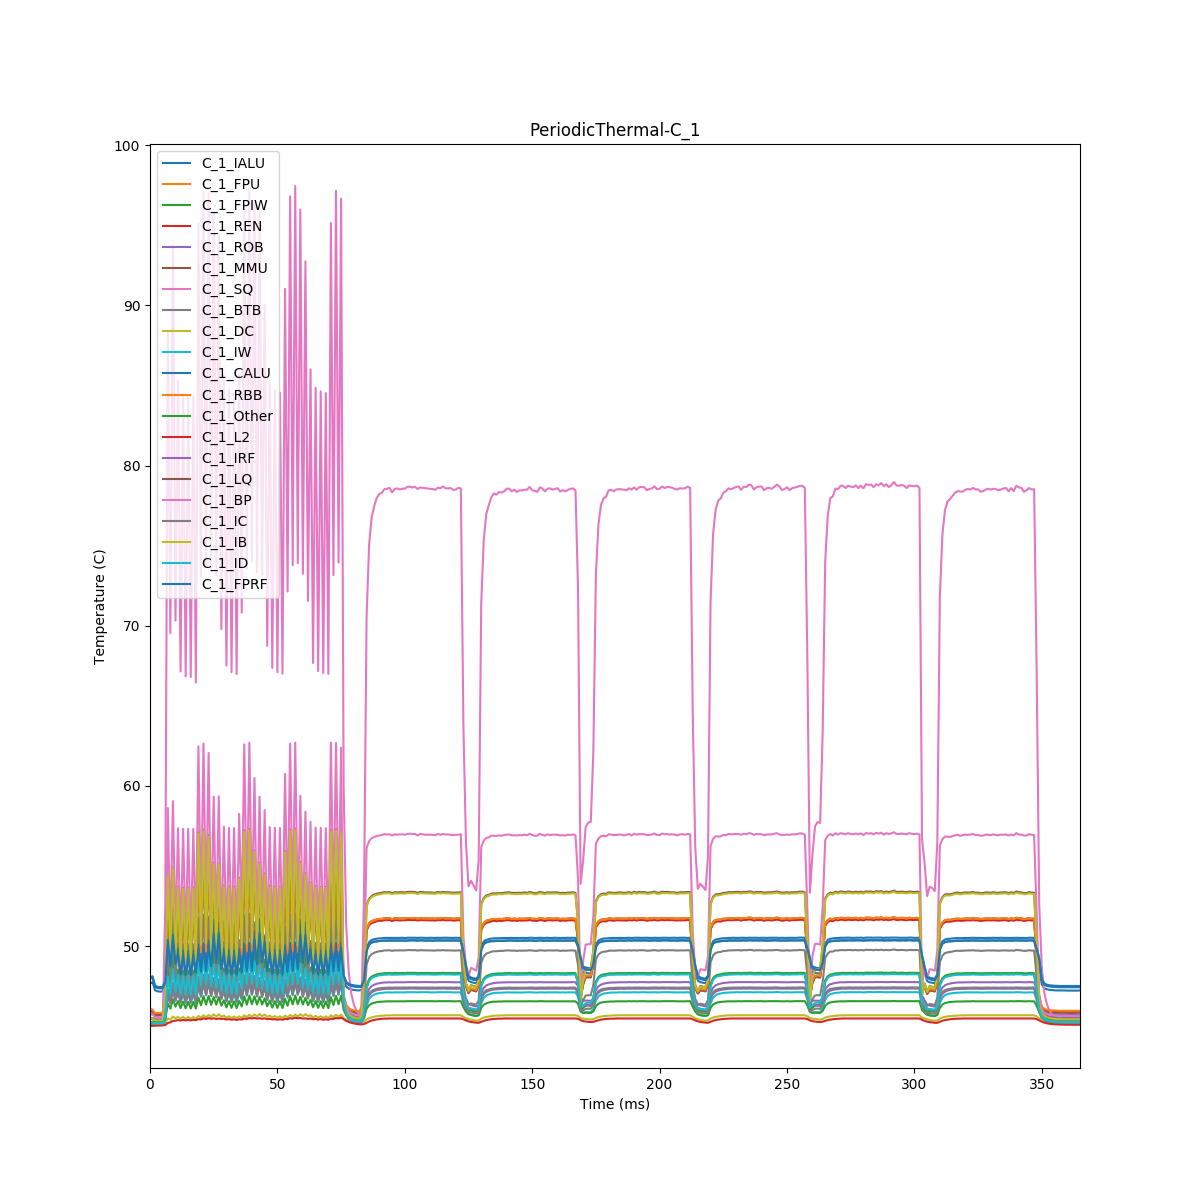 PeriodicThermal-C_1
100
90
80
70
60
50
Temperature (C)
C_1_IALU
C_1_FPU
C_1_FPIW
C_1_REN
C_1_ROB
C_1_MMU
C_1_SQ
C_1_BTB
C_1_DC
C_1_IW
C_1_CALU
C_1_RBB
C_1_Other
C_1_L2
C_1_IRF
C_1_LQ
C_1_BP
C_1_IC
C_1_IB
C_1_ID
C_1_FPRF
0 50 100 150 200 250 300 350
Time (ms)